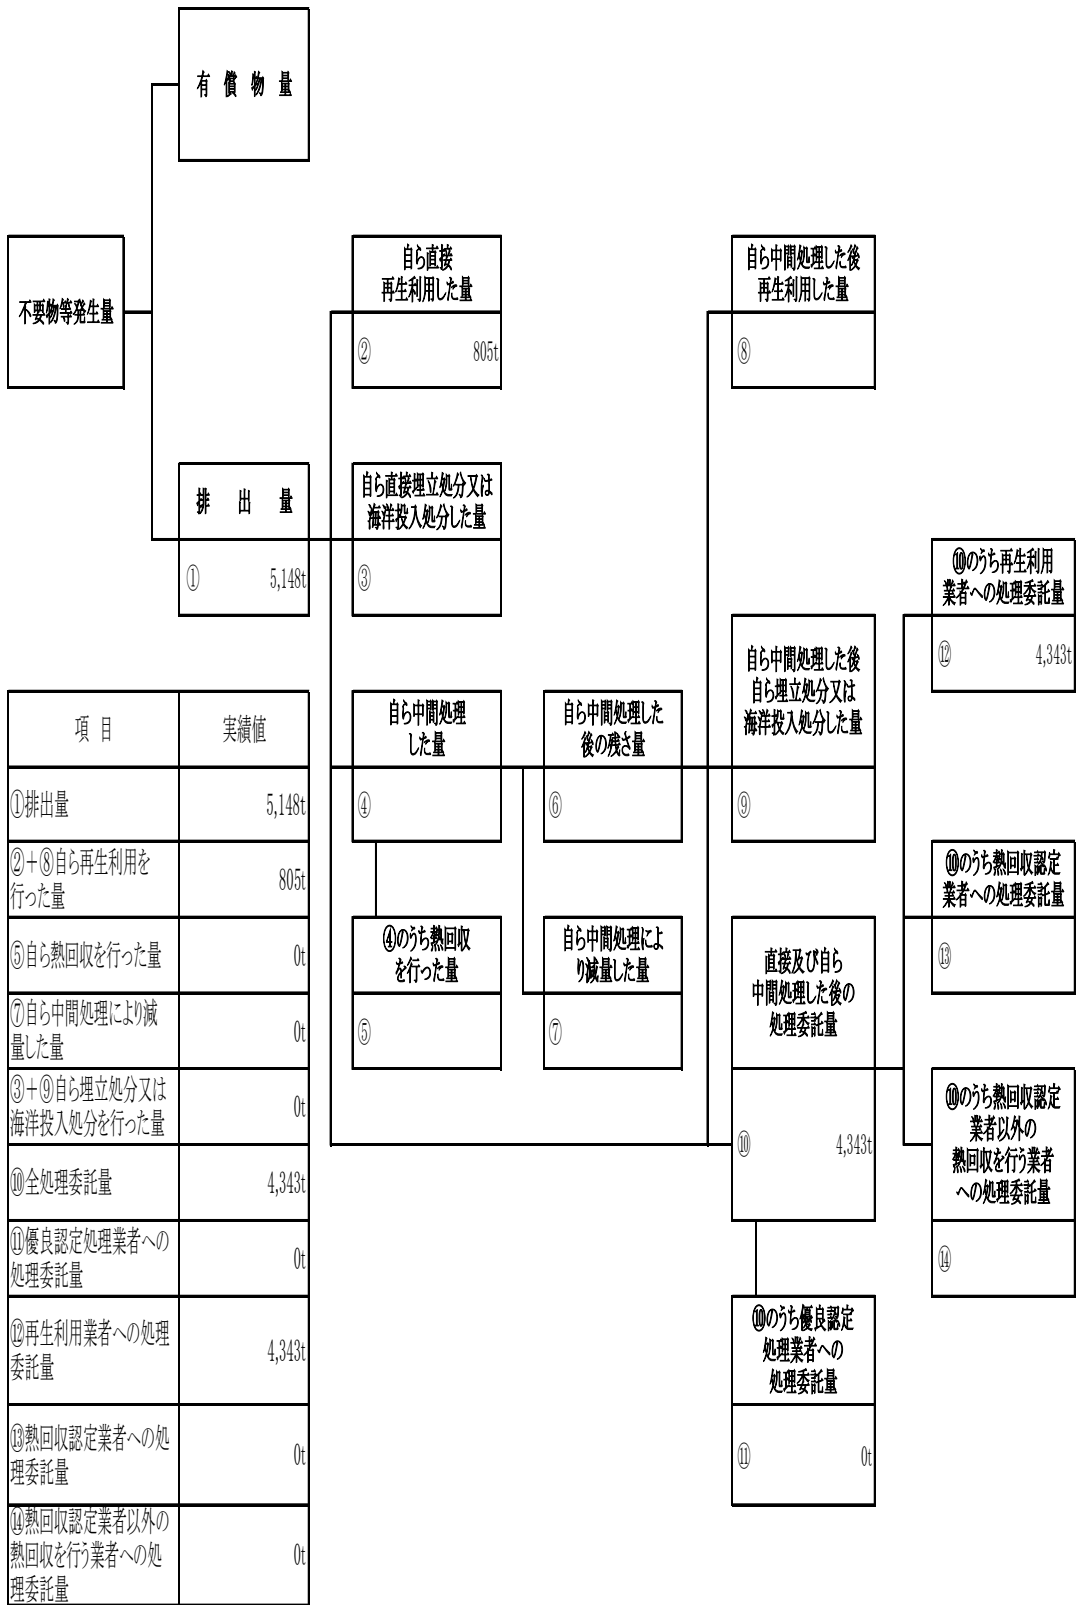 有 償 物 量
不要物等発生量
自ら直接
再生利用した量
② 805t
自ら中間処理した後
再生利用した量
⑧
排 出 量
① 5,148t
自ら直接埋立処分又は
海洋投入処分した量
③
⑩のうち再生利用
業者への処理委託量
⑫ 4,343t
自ら中間処理した後
自ら埋立処分又は
海洋投入処分した量
⑨
自ら中間処理
した量
④
自ら中間処理した
後の残さ量
⑥
⑩のうち熱回収認定
業者への処理委託量
⑬
④のうち熱回収
を行った量
⑤
自ら中間処理によ
り減量した量
⑦
直接及び自ら
中間処理した後の
処理委託量
⑩ 4,343t
⑩のうち熱回収認定
業者以外の
熱回収を行う業者
への処理委託量
⑭
⑩のうち優良認定
処理業者への
処理委託量
⑪ 0t
項 目 実績値
①排出量 5,148t
②＋⑧自ら再生利用を
行った量 805t
⑤自ら熱回収を行った量 0t
⑦自ら中間処理により減
量した量 0t
③＋⑨自ら埋立処分又は
海洋投入処分を行った量 0t
⑩全処理委託量 4,343t
⑪優良認定処理業者への
処理委託量 0t
⑫再生利用業者への処理
委託量 4,343t
⑬熱回収認定業者への処
理委託量 0t
⑭熱回収認定業者以外の
熱回収を行う業者への処
理委託量 0t